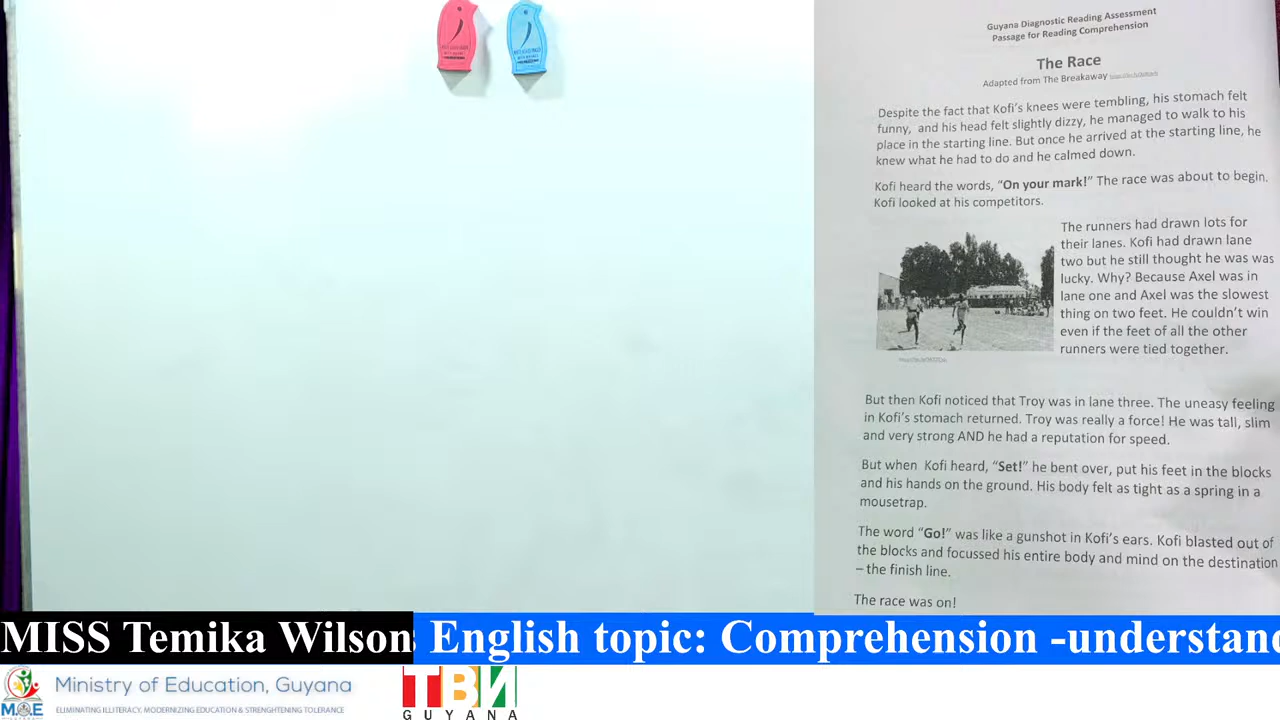 Guyana Diagnostic Reading Assessment
Passage for Reading Comprehension
The Race
Adapted from The Breakaway
Despite the fact that Kofi's knees were tembling, his stomach felt
funny, and his head felt slightly dizzy, he managed to walk to his
place in the starting line. But once he arrived at the starting line, he
knew what he had to do and he calmed down.
Kofi heard the words, "On your mark!" The race was about to begin.
Kofi looked at his competitors.
The runners had drawn lots for
their lanes. Kofi had drawn lane
two but he still thought he was was
lucky. Why? Because Axel was in
lane one and Axel was the slowest
thing on two feet. He couldn't win
even if the feet of all the other
runners were tied together.
But then Kofi noticed that Troy was in lane three. The uneasy feeling
in Kofi's stomach returned. Troy was really a force! He was tall, slim
and very strong AND he had a reputation for speed.
But when Kofi heard, "Set!" he bent over, put his feet in the blocks
and his hands on the ground. His body felt as tight as a spring in a
mousetrap.
The word "Go!" was like a gunshot in Kofi's ears. Kofi blasted out of
the blocks and focussed his entire body and mind on the destination
– the finish line.
The race was on!
MISS Temika Wilson English topic: Comprehension -understand
Ministry of Education, Guyana
ELIMINATING ILLITERACY, MODERNIZING EDUCATION & STRENGHTENING TOLERANCE
M.O.E
TBN
GUYANA